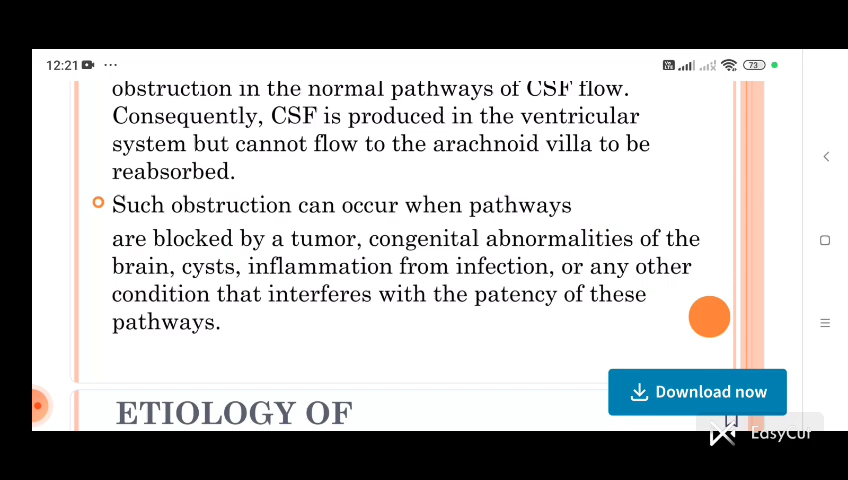 12:21
73
obstruction in the normal pathways of CSF flow.
Consequently, CSF is produced in the ventricular
system but cannot flow to the arachnoid villa to be
reabsorbed.
Such obstruction can occur when pathways
are blocked by a tumor, congenital abnormalities of the
brain, cysts, inflammation from infection, or any other
condition that interferes with the patency of these
pathways.
Download now
ETIOLOGY OF
EasyCut